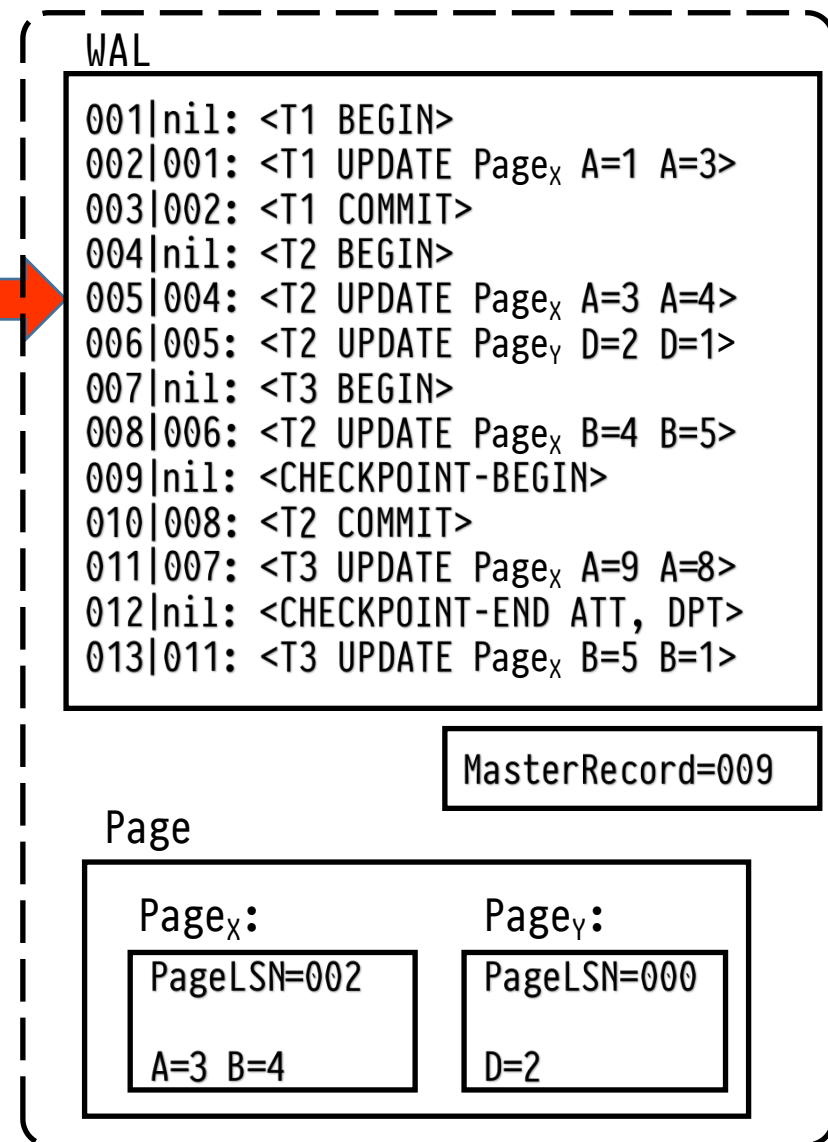 WAL
001|nil: <T1 BEGIN>
002|001: <T1 UPDATE Pageₓ A=1 A=3>
003|002: <T1 COMMIT>
004|nil: <T2 BEGIN>
005|004: <T2 UPDATE Pageₓ A=3 A=4>
006|005: <T2 UPDATE PageY D=2 D=1>
007|nil: <T3 BEGIN>
008|006: <T2 UPDATE Pageₓ B=4 B=5>
009|nil: <CHECKPOINT-BEGIN>
010|008: <T2 COMMIT>
011|007: <T3 UPDATE Pageₓ A=9 A=8>
012|nil: <CHECKPOINT-END ATT, DPT>
013|011: <T3 UPDATE Pageₓ B=5 B=1>
MasterRecord=009
Page
Pageₓ: PageY:
PageLSN=002 PageLSN=000
A=3 B=4 D=2